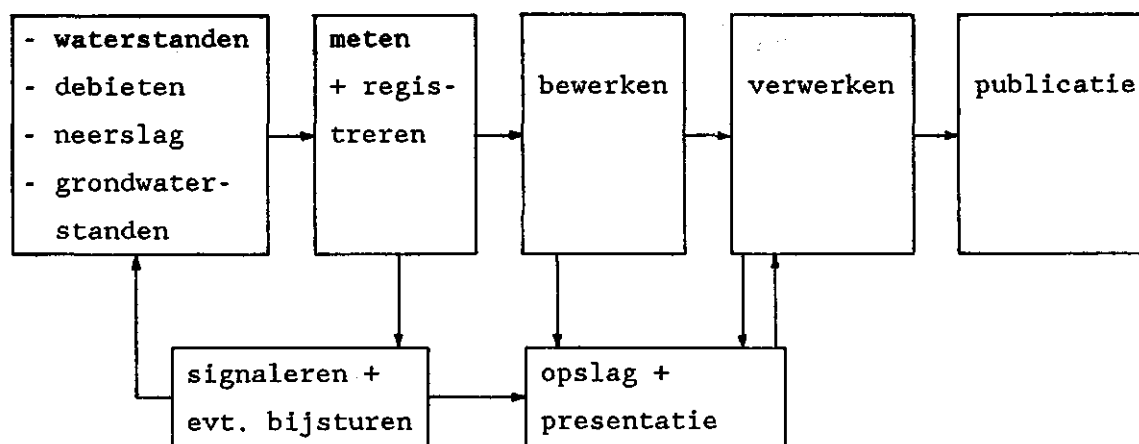 - waterstanden
- debieten
- neerslag
- grondwater-
standen
meten
+ regis-
treren
bewerken
verwerken
publicatie
signaleren +
evt. bijsturen
opslag +
presentatie